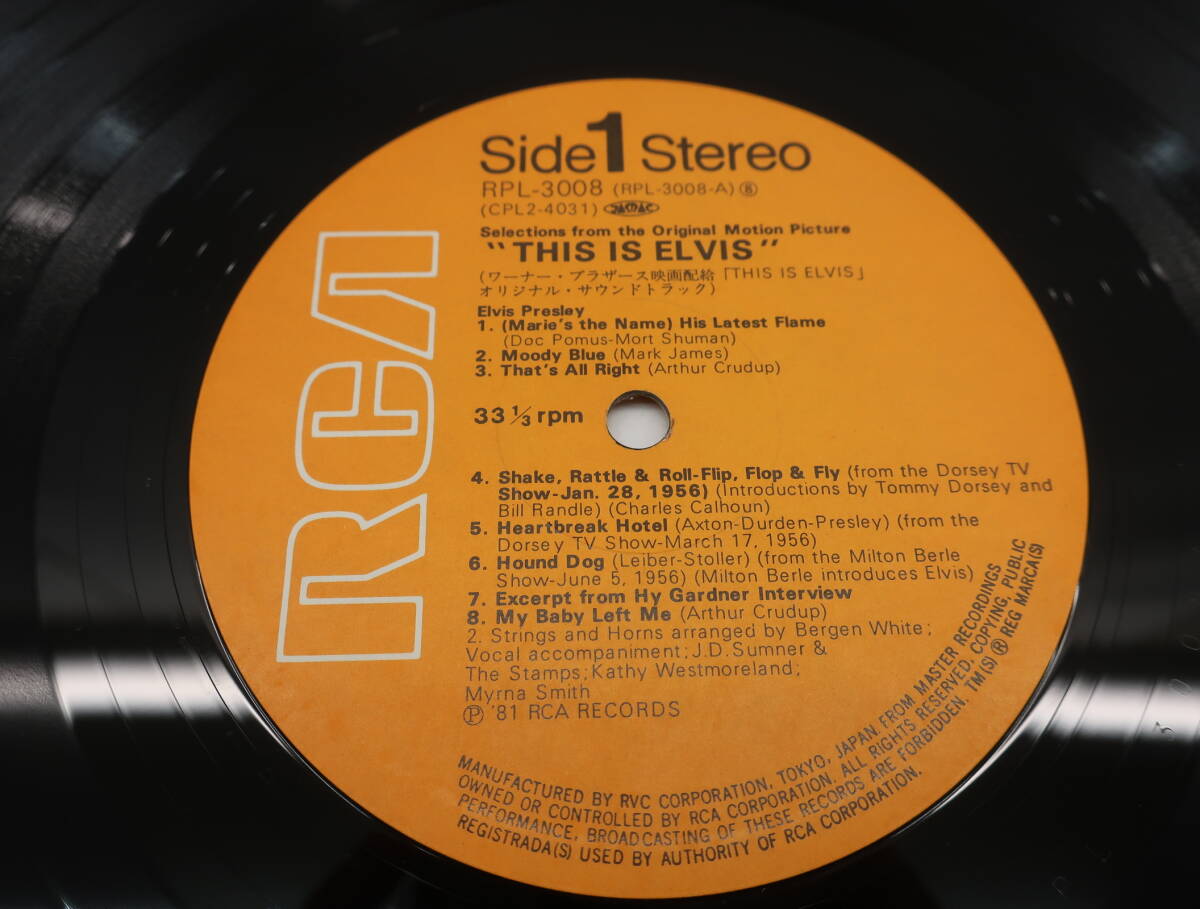 RCA
Side 1 Stereo
RPL-3008 (RPL-3008-A) Ⓑ
(CPL2-4031)
Selections from the Original Motion Picture
"THIS IS ELVIS"
(ワーナー・ブラザース映画配給「THIS IS ELVIS」
オリジナル・サウンドトラック)
Elvis Presley
1. (Marie's the Name) His Latest Flame
(Doc Pomus-Mort Shuman)
2. Moody Blue (Mark James)
3. That's All Right (Arthur Crudup)
33 1/3 rpm
4. Shake, Rattle & Roll-Flip, Flop & Fly (from the Dorsey TV
Show-Jan. 28, 1956) (Introductions by Tommy Dorsey and
Bill Randle) (Charles Calhoun)
5. Heartbreak Hotel (Axton-Durden-Presley) (from the
Dorsey TV Show-March 17, 1956)
6. Hound Dog (Leiber-Stoller) (from the Milton Berle
Show-June 5, 1956) (Milton Berle introduces Elvis)
7. Excerpt from Hy Gardner Interview
8. My Baby Left Me (Arthur Crudup)
2. Strings and Horns arranged by Bergen White;
Vocal accompaniment; J.D. Sumner &
The Stamps; Kathy Westmoreland;
Myrna Smith
Ⓟ '81 RCA RECORDS
MANUFACTURED BY RVC CORPORATION, TOKYO, JAPAN. FROM MASTER RECORDINGS
OWNED OR CONTROLLED BY RCA CORPORATION. ALL RIGHTS RESERVED. COPYING, PUBLIC
PERFORMANCE, BROADCASTING OF THESE RECORDS ARE FORBIDDEN. TM(S) ® REG MARCA(S)
REGISTRADA(S) USED BY AUTHORITY OF RCA CORPORATION.